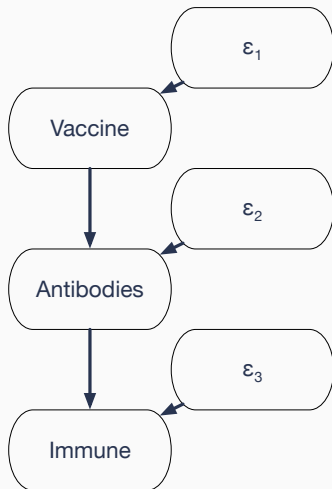 ε₁
Vaccine
ε₂
Antibodies
ε₃
Immune